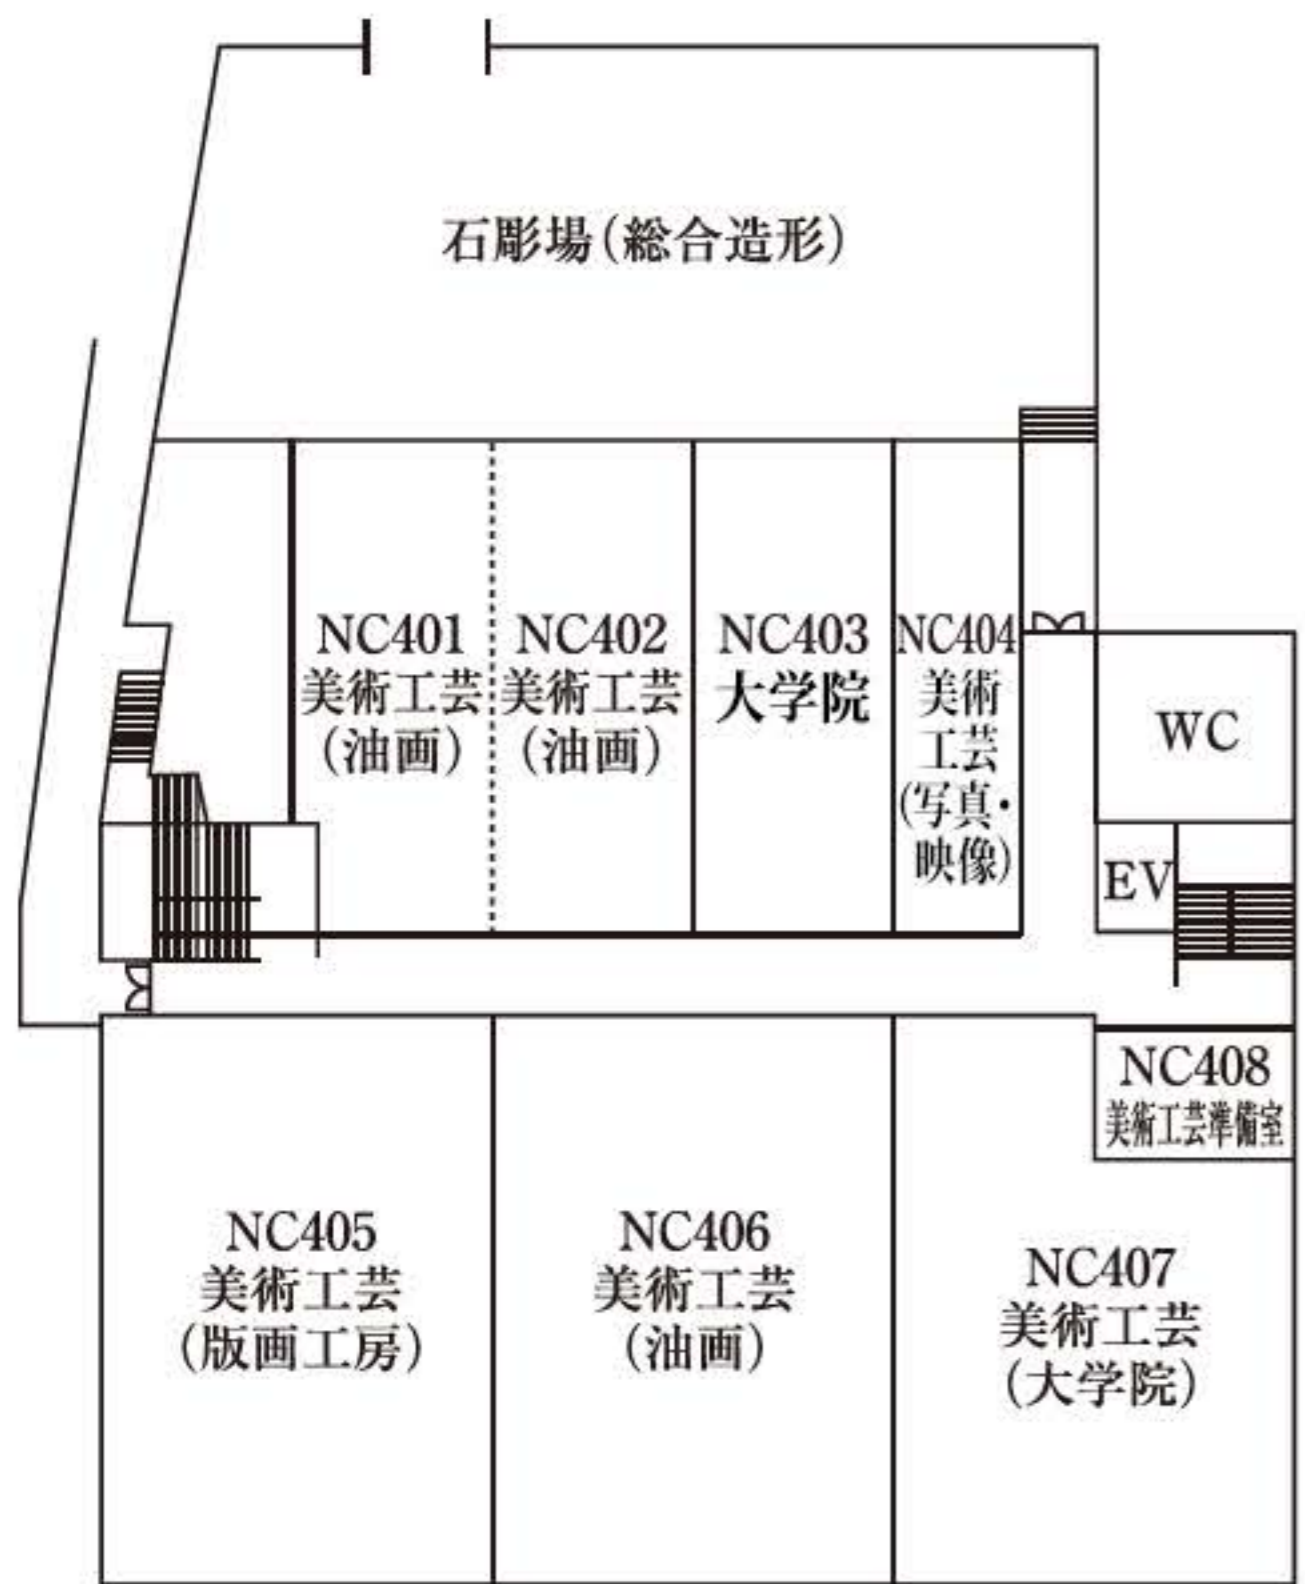 石彫場(総合造形)
NC401
美術工芸
(油画)
NC402
美術工芸
(油画)
NC403
大学院
NC404
美術
工芸
(写真・
映像)
WC
EV
NC408
美術工芸準備室
NC405
美術工芸
(版画工房)
NC406
美術工芸
(油画)
NC407
美術工芸
(大学院)